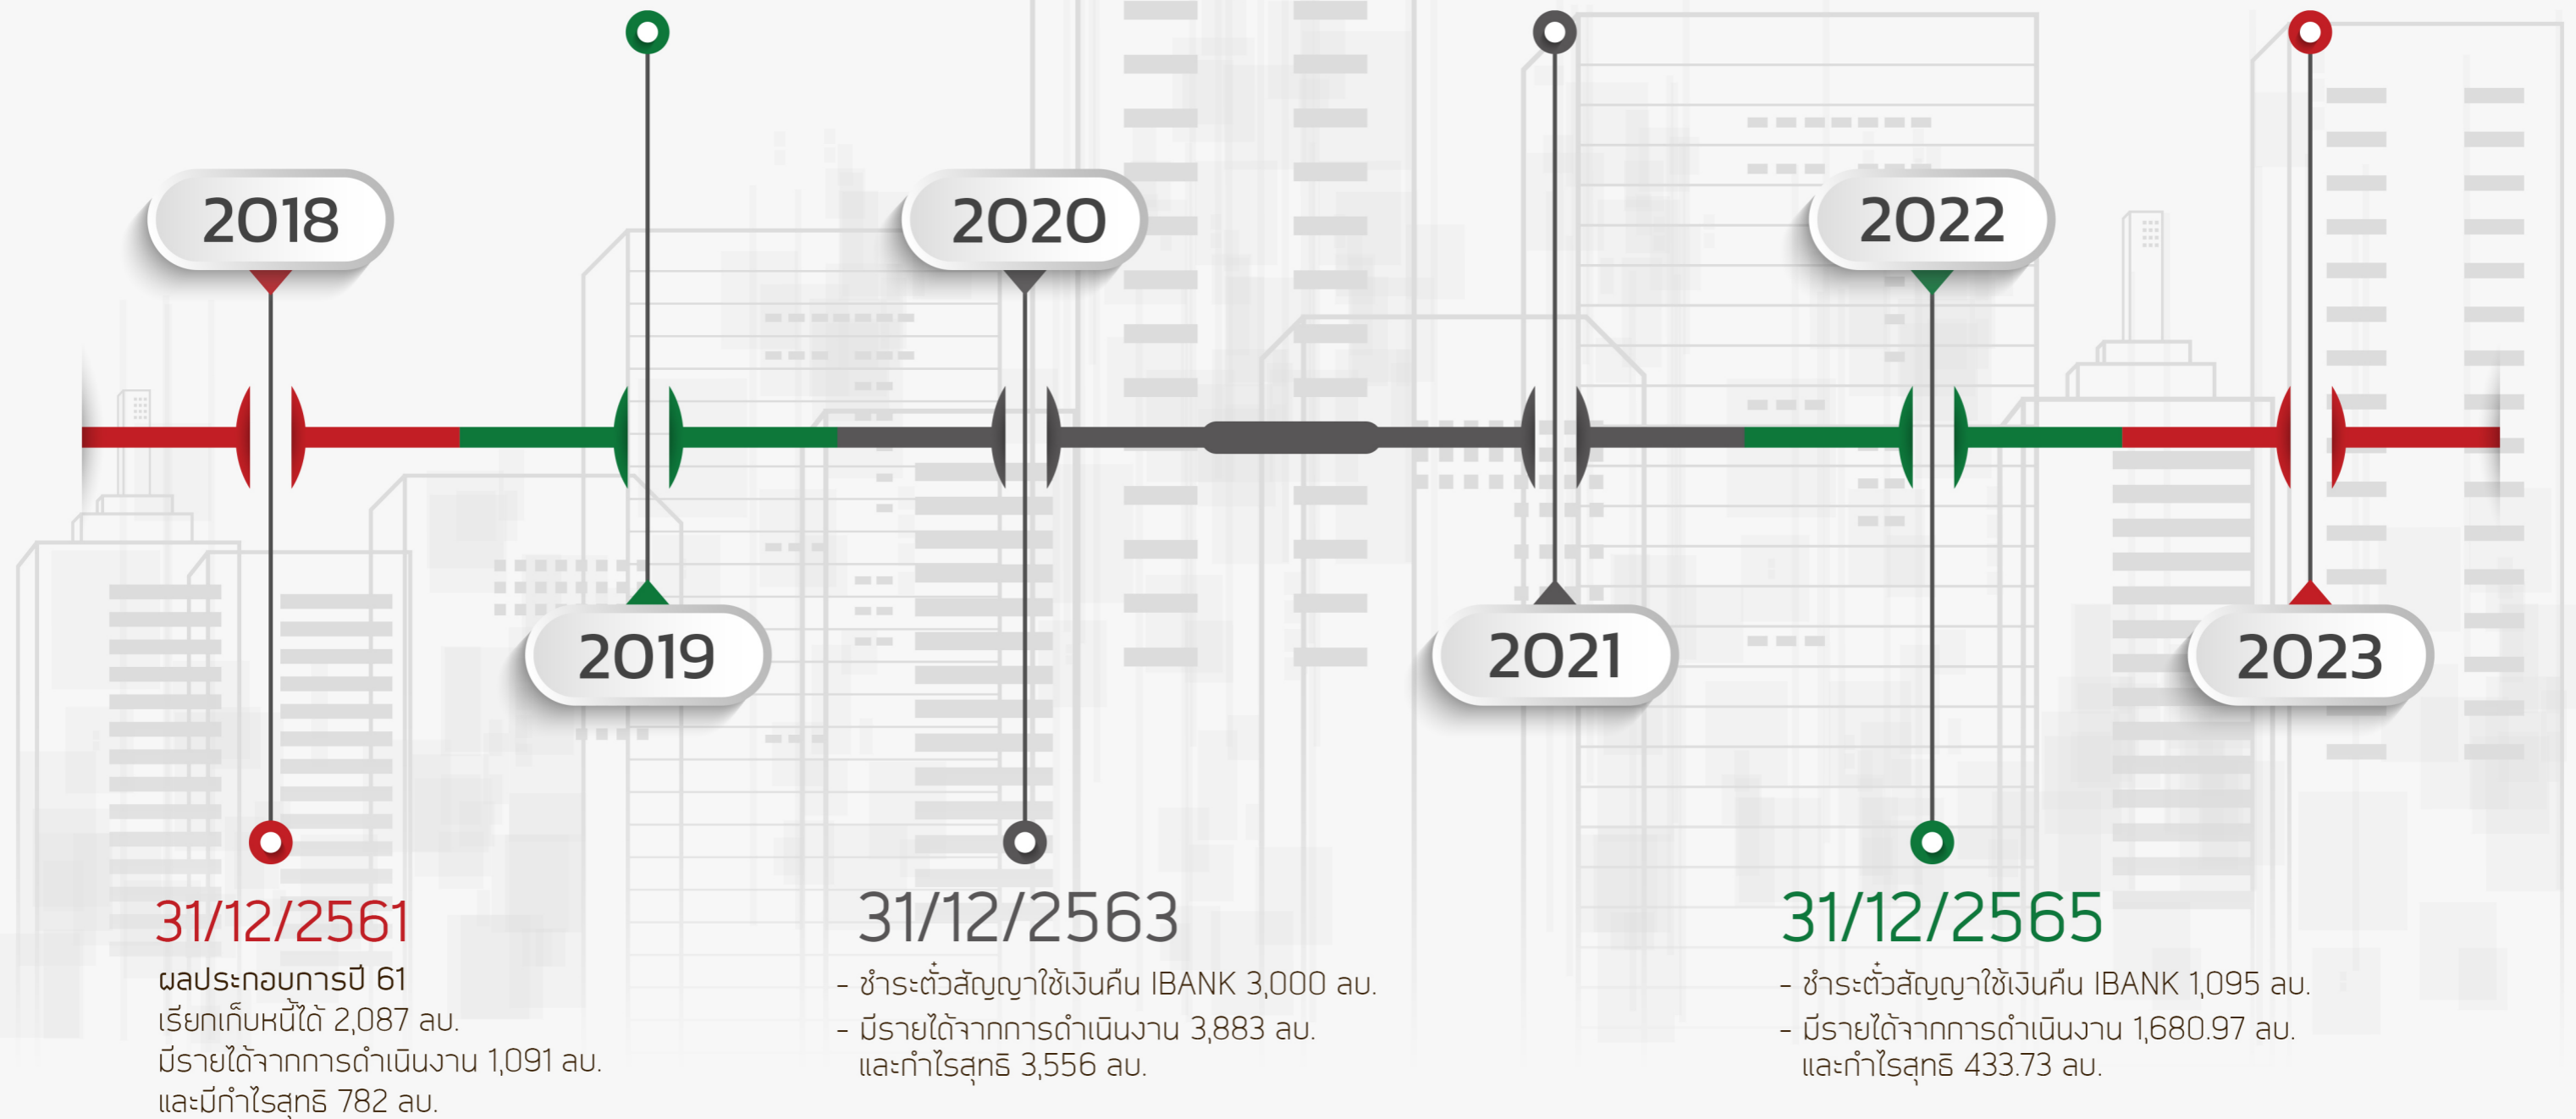 2018
2020
2022
2019
2021
2023
31/12/2561
ผลประกอบการปี 61
เรียกเก็บหนี้ได้ 2,087 ลบ.
มีรายได้จากการดำเนินงาน 1,091 ลบ.
และมีกำไรสุทธิ 782 ลบ.
31/12/2563
- ชำระตั๋วสัญญาใช้เงินคืน IBANK 3,000 ลบ.
- มีรายได้จากการดำเนินงาน 3,883 ลบ.
และกำไรสุทธิ 3,556 ลบ.
31/12/2565
- ชำระตั๋วสัญญาใช้เงินคืน IBANK 1,095 ลบ.
- มีรายได้จากการดำเนินงาน 1,680.97 ลบ.
และกำไรสุทธิ 433.73 ลบ.